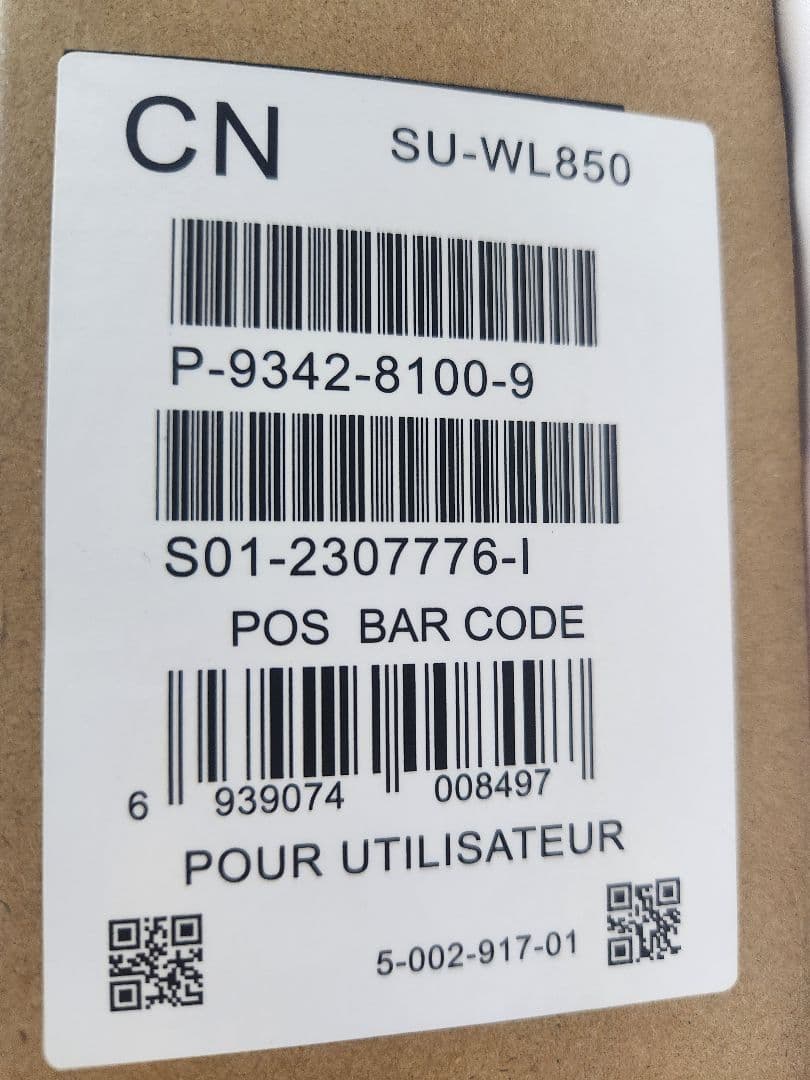 CN SU-WL850
P-9342-8100-9
S01-2307776-I
POS BAR CODE
6 939074 008497
POUR UTILISATEUR
5-002-917-01